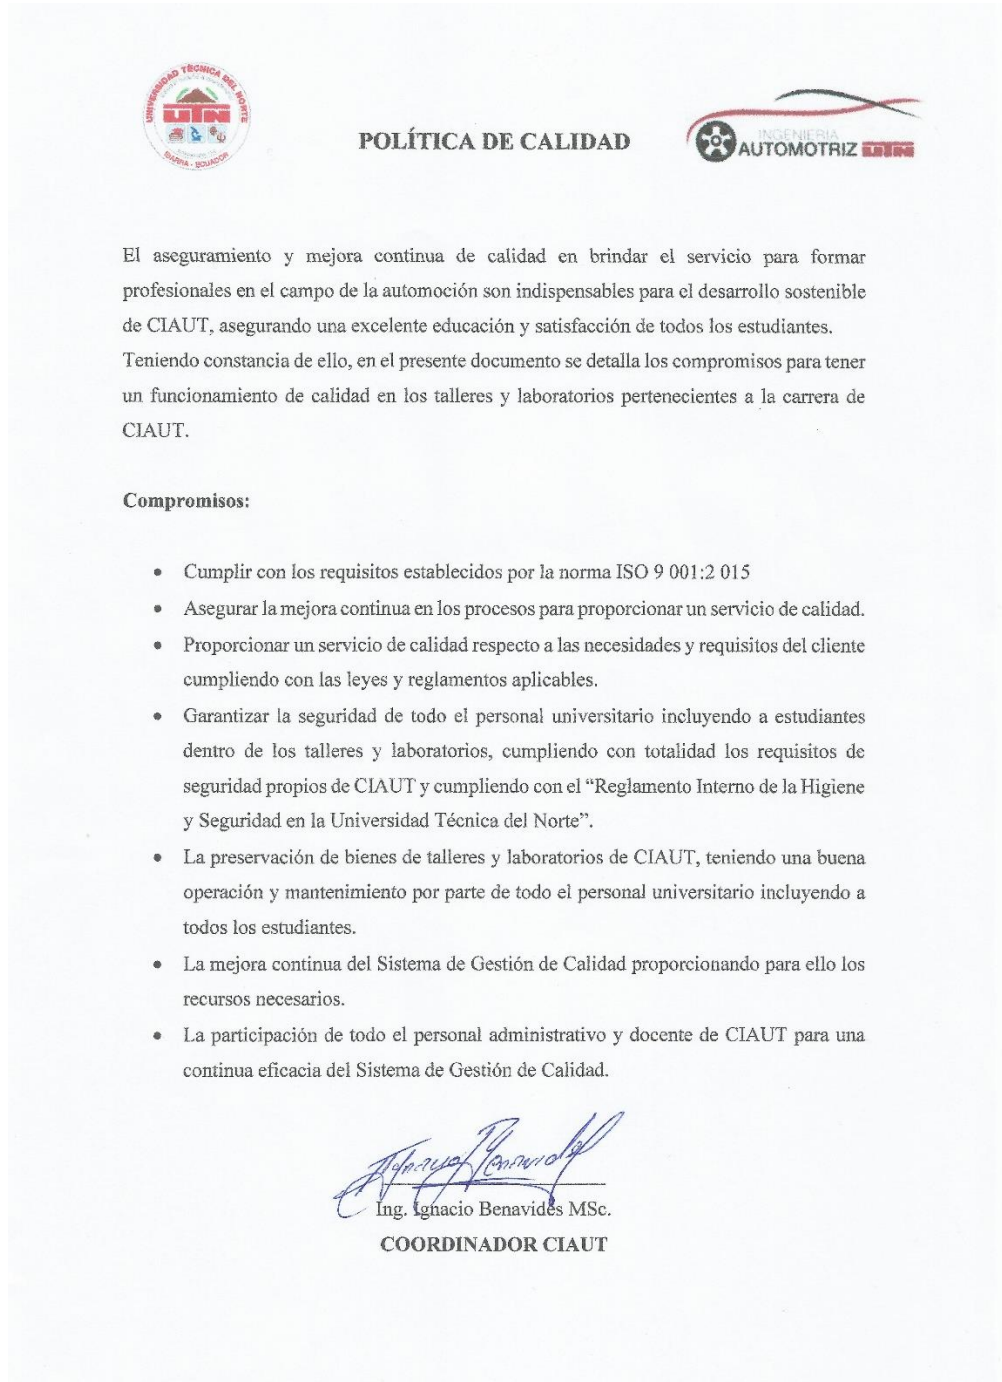 UNIVERSIDAD TÉCNICA DEL NORTE
UTN
IBARRA - ECUADOR
POLÍTICA DE CALIDAD
INGENIERÍA
AUTOMOTRIZ UTN
El aseguramiento y mejora continua de calidad en brindar el servicio para formar
profesionales en el campo de la automoción son indispensables para el desarrollo sostenible
de CIAUT, asegurando una excelente educación y satisfacción de todos los estudiantes.
Teniendo constancia de ello, en el presente documento se detalla los compromisos para tener
un funcionamiento de calidad en los talleres y laboratorios pertenecientes a la carrera de
CIAUT.
Compromisos:
• Cumplir con los requisitos establecidos por la norma ISO 9 001:2 015
• Asegurar la mejora continua en los procesos para proporcionar un servicio de calidad.
• Proporcionar un servicio de calidad respecto a las necesidades y requisitos del cliente
cumpliendo con las leyes y reglamentos aplicables.
• Garantizar la seguridad de todo el personal universitario incluyendo a estudiantes
dentro de los talleres y laboratorios, cumpliendo con totalidad los requisitos de
seguridad propios de CIAUT y cumpliendo con el “Reglamento Interno de la Higiene
y Seguridad en la Universidad Técnica del Norte”.
• La preservación de bienes de talleres y laboratorios de CIAUT, teniendo una buena
operación y mantenimiento por parte de todo el personal universitario incluyendo a
todos los estudiantes.
• La mejora continua del Sistema de Gestión de Calidad proporcionando para ello los
recursos necesarios.
• La participación de todo el personal administrativo y docente de CIAUT para una
continua eficacia del Sistema de Gestión de Calidad.
Ing. Ignacio Benavides MSc.
COORDINADOR CIAUT